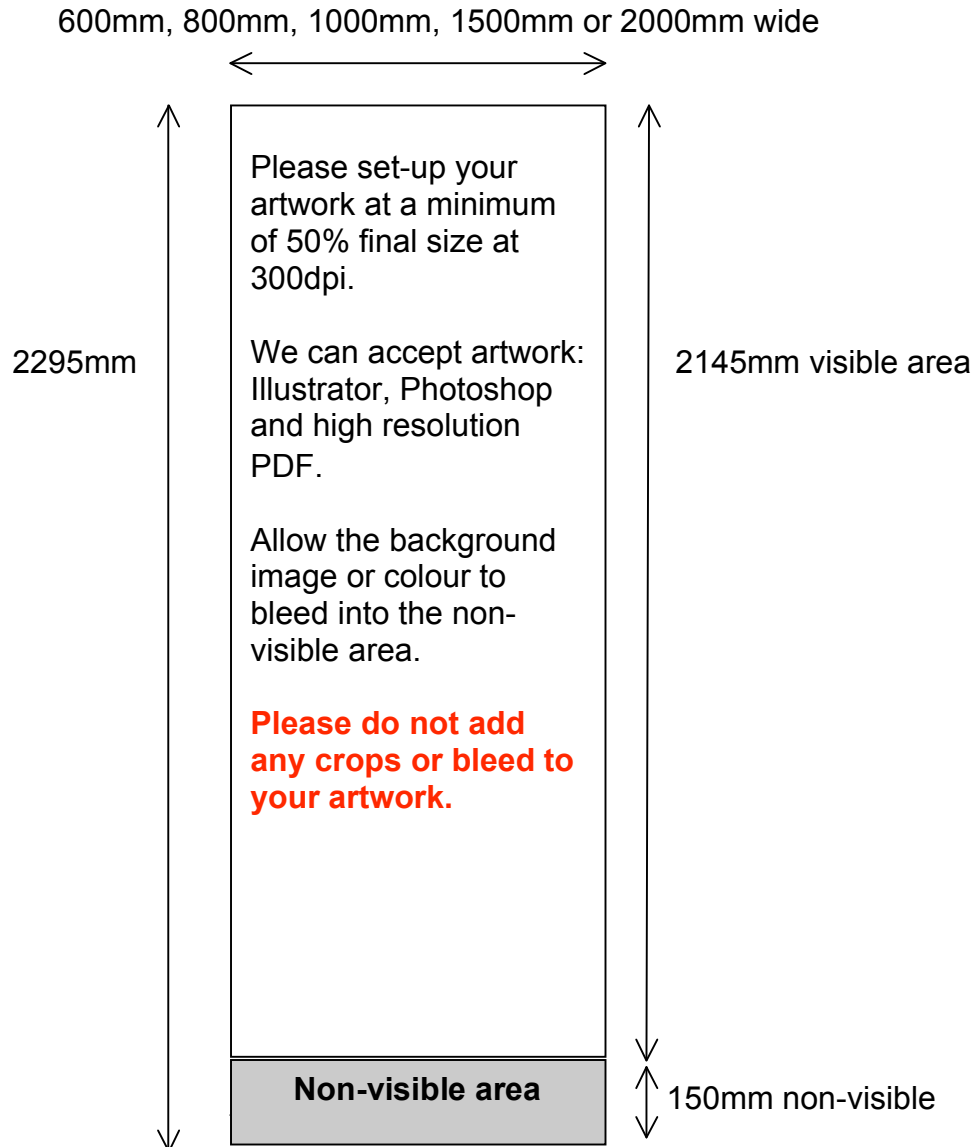 600mm, 800mm, 1000mm, 1500mm or 2000mm wide
Please set-up your
artwork at a minimum
of 50% final size at
300dpi.
We can accept artwork:
Illustrator, Photoshop
and high resolution
PDF.
2295mm
2145mm visible area
Allow the background
image or colour to
bleed into the non-
visible area.
Please do not add
any crops or bleed to
your artwork.
Non-visible area
150mm non-visible